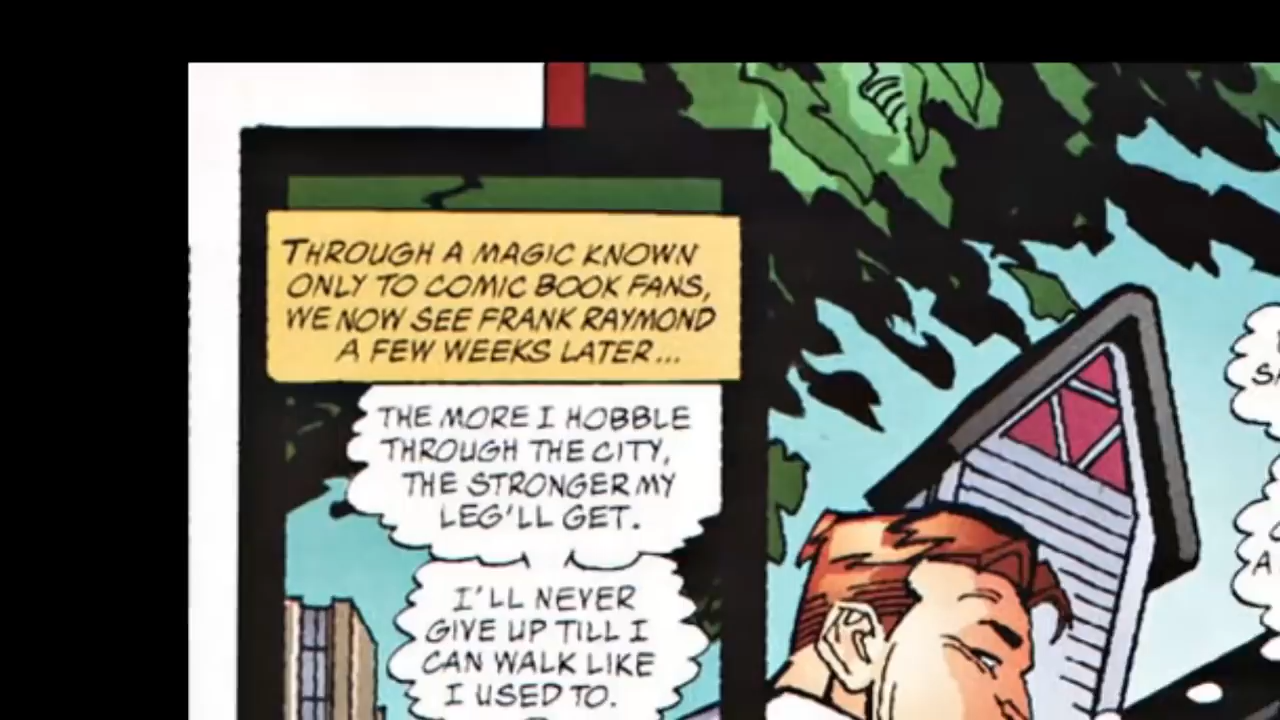 THROUGH A MAGIC KNOWN
ONLY TO COMIC BOOK FANS,
WE NOW SEE FRANK RAYMOND
A FEW WEEKS LATER...
THE MORE I HOBBLE
THROUGH THE CITY,
THE STRONGER MY
LEG'LL GET.
I'LL NEVER
GIVE UP TILL I
CAN WALK LIKE
I USED TO.